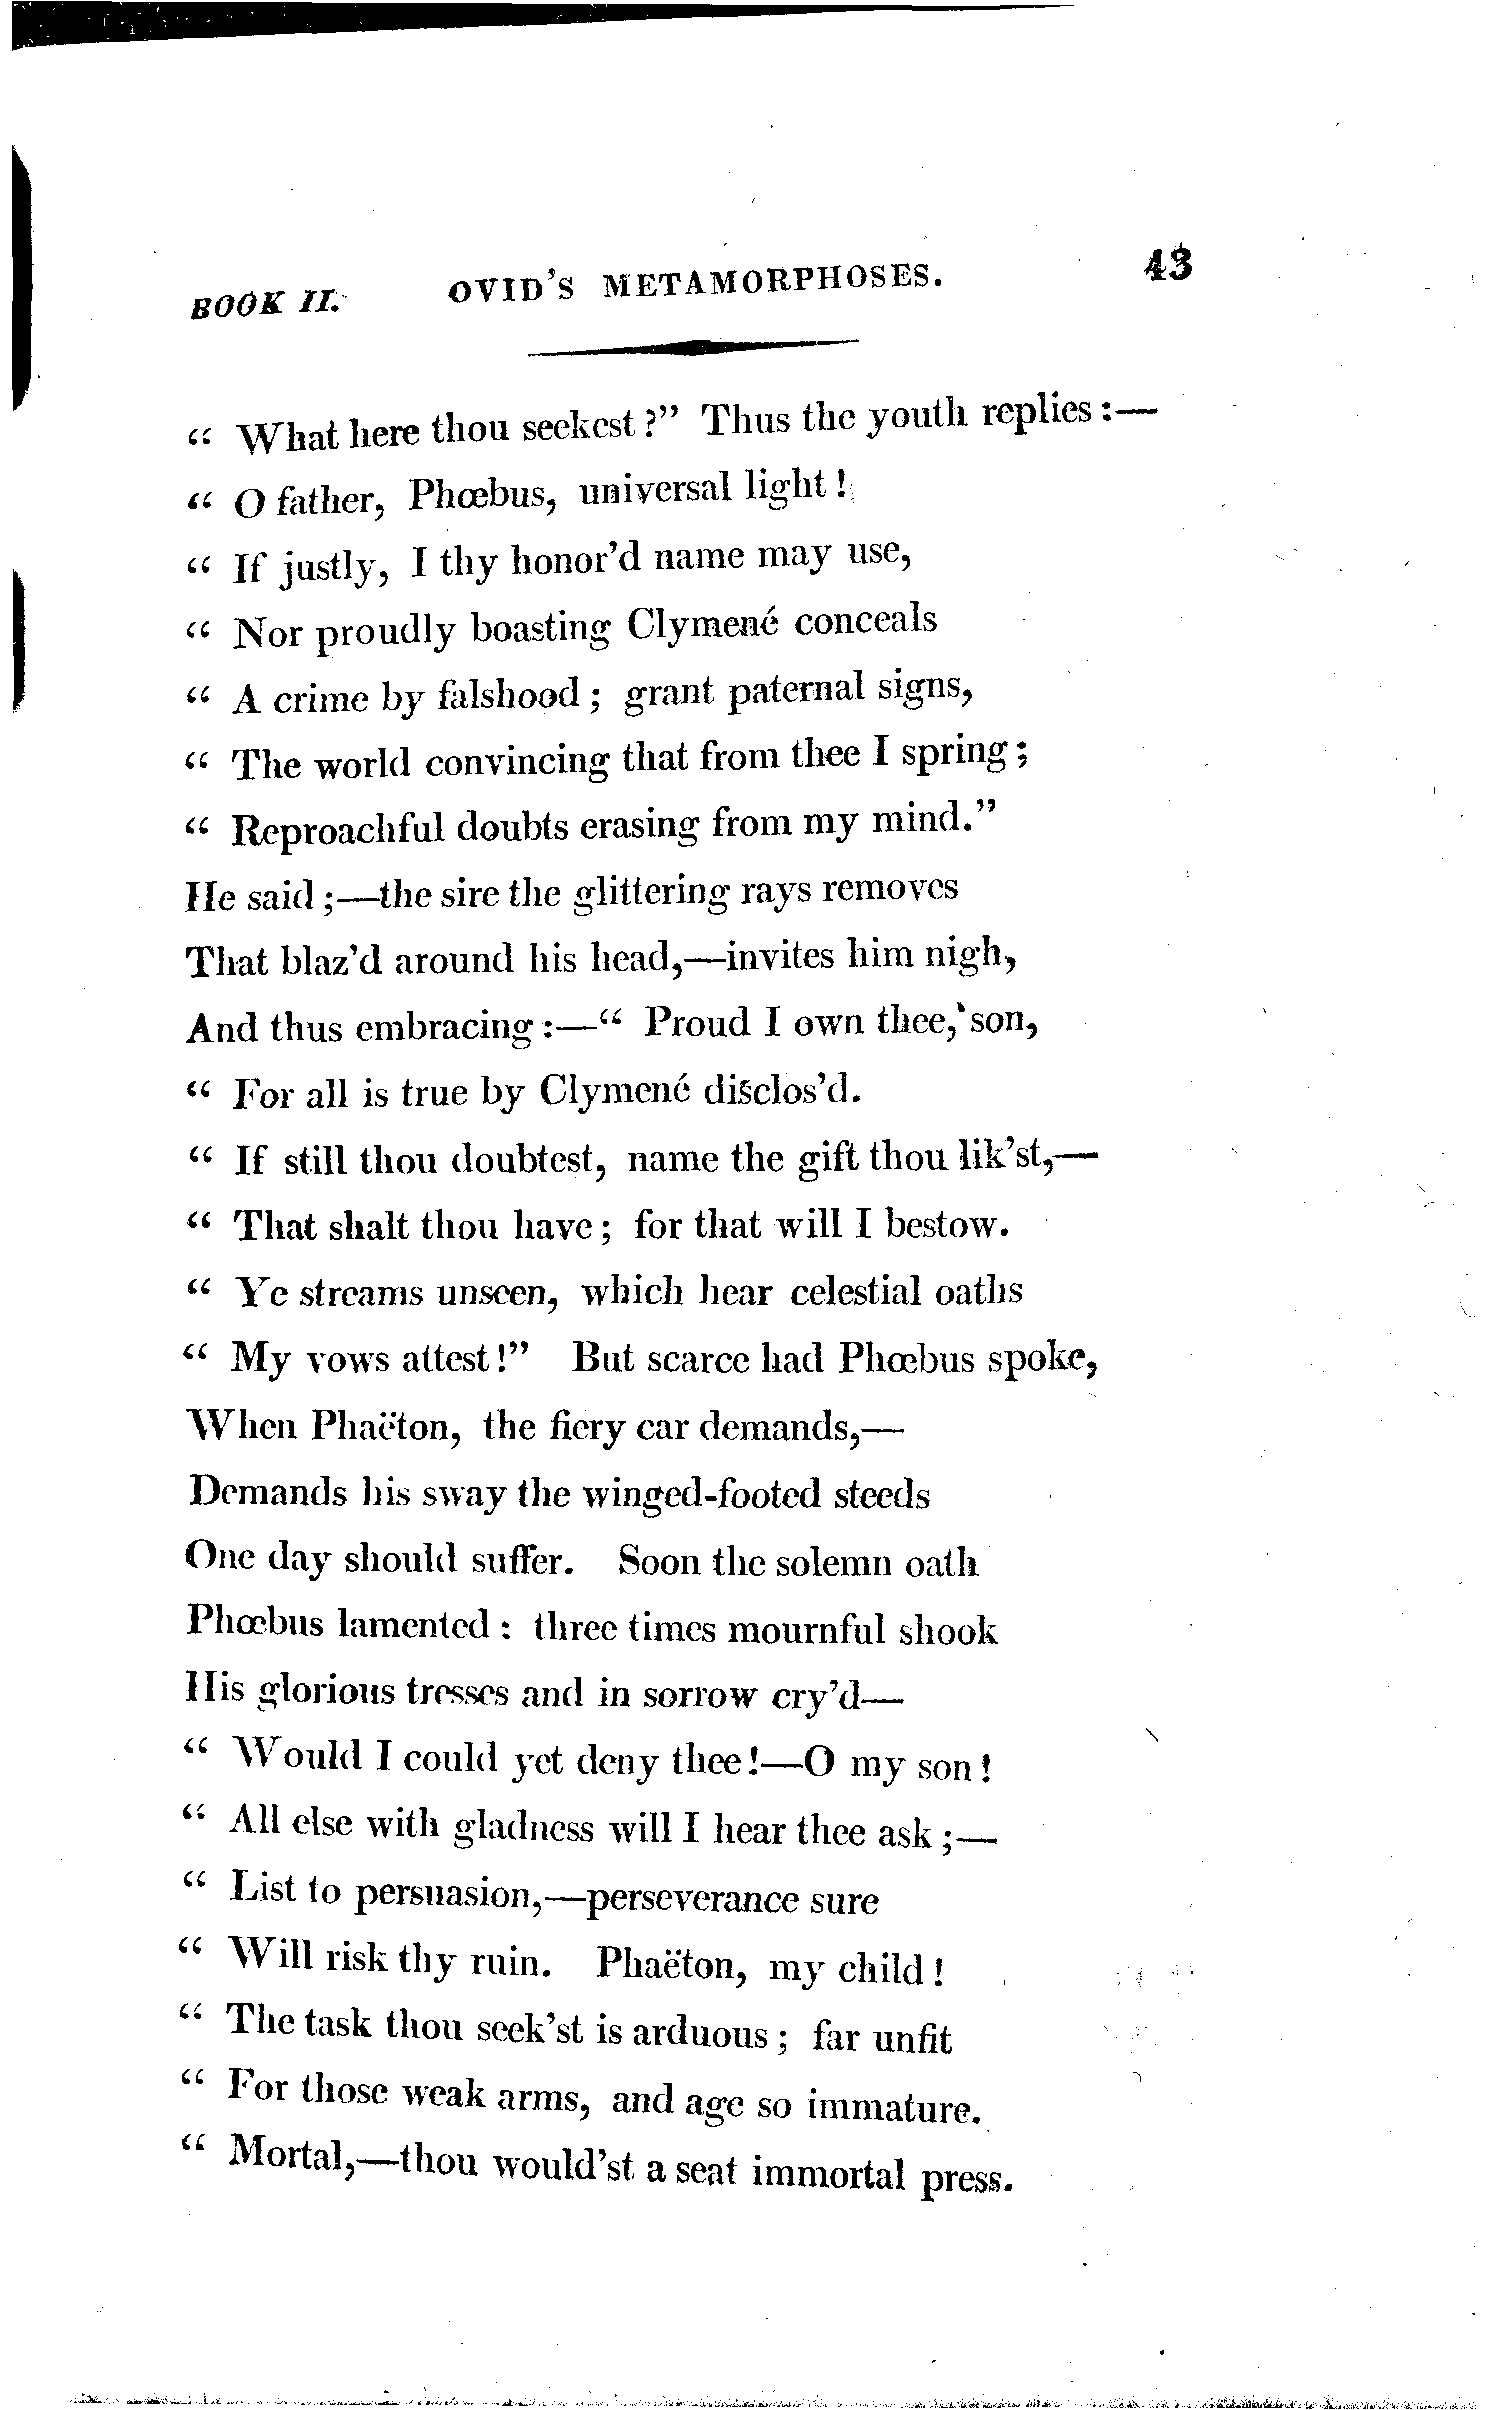 BOOK II. OVID'S METAMORPHOSES. 43
“ What here thou seekest ?” Thus the youth replies :—
“ O father, Phœbus, universal light !
“ If justly, I thy honor'd name may use,
“ Nor proudly boasting Clymené conceals
“ A crime by falshood ; grant paternal signs,
“ The world convincing that from thee I spring ;
“ Reproachful doubts erasing from my mind.”
He said ;—the sire the glittering rays removes
That blaz'd around his head,—invites him nigh,
And thus embracing :—“ Proud I own thee, son,
“ For all is true by Clymené disclos'd.
“ If still thou doubtest, name the gift thou lik'st,—
“ That shalt thou have ; for that will I bestow.
“ Ye streams unseen, which hear celestial oaths
“ My vows attest !” But scarce had Phœbus spoke,
When Phaëton, the fiery car demands,—
Demands his sway the winged-footed steeds
One day should suffer. Soon the solemn oath
Phœbus lamented : three times mournful shook
His glorious tresses and in sorrow cry'd—
“ Would I could yet deny thee !—O my son !
“ All else with gladness will I hear thee ask ;—
“ List to persuasion,—perseverance sure
“ Will risk thy ruin. Phaëton, my child !
“ The task thou seek'st is arduous ; far unfit
“ For those weak arms, and age so immature.
“ Mortal,—thou would'st a seat immortal press.